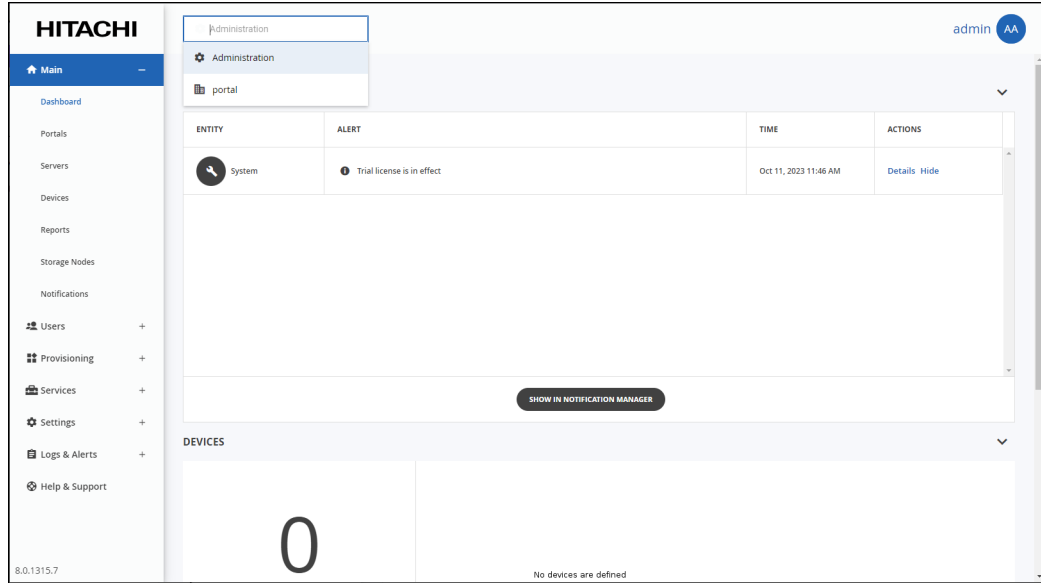 HITACHI
Administration
admin AA
Administration
portal
Main −
Dashboard
Portals
Servers
Devices
Reports
Storage Nodes
Notifications
Users +
Provisioning +
Services +
Settings +
Logs & Alerts +
Help & Support
8.0.1315.7
ENTITY ALERT TIME ACTIONS
System Trial license is in effect Oct 11, 2023 11:46 AM Details Hide
SHOW IN NOTIFICATION MANAGER
DEVICES
0
No devices are defined